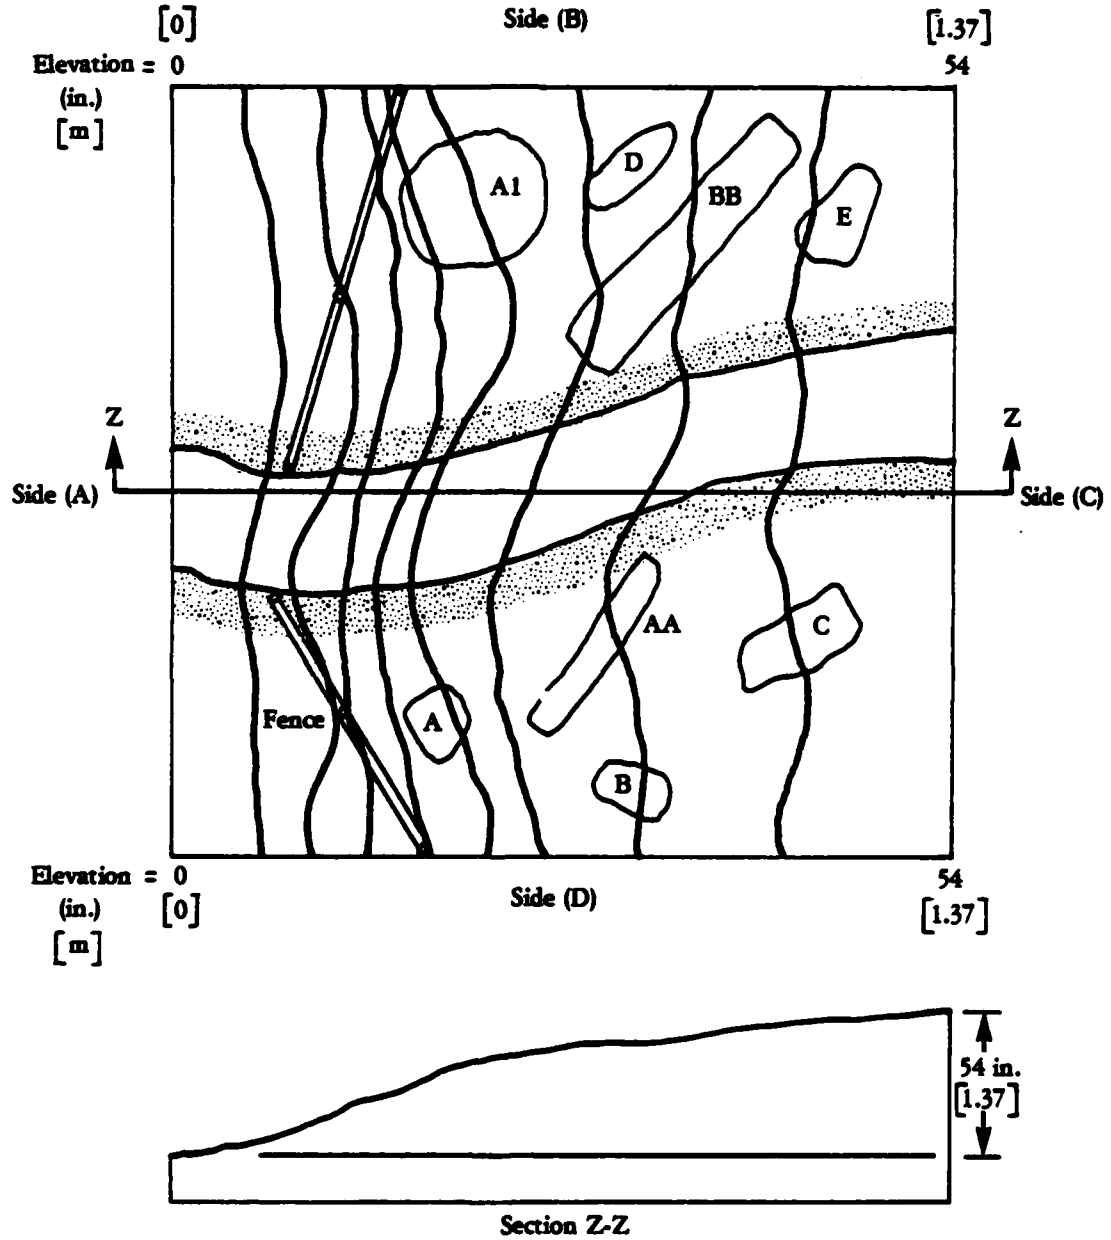 [0] Side (B) [1.37]
Elevation = 0 54
(in.)
[m]
A1
D
BB
E
Z Z
Side (A) Side (C)
AA
C
Fence
A
B
Elevation = 0 54
(in.) [0] Side (D) [1.37]
[m]
54 in.
[1.37]
Section Z-Z